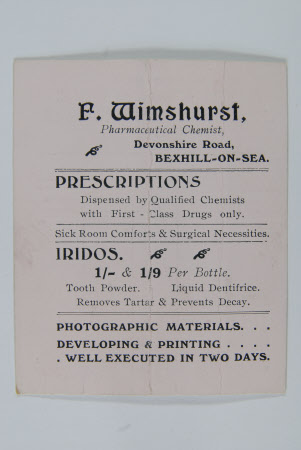 F. Wimshurst,
Pharmaceutical Chemist,
Devonshire Road,
BEXHILL-ON-SEA.
PRESCRIPTIONS
Dispensed by Qualified Chemists
with First - Class Drugs only.
Sick Room Comforts & Surgical Necessities.
IRIDOS.
1/- & 1/9 Per Bottle.
Tooth Powder. Liquid Dentifrice.
Removes Tartar & Prevents Decay.
PHOTOGRAPHIC MATERIALS. . .
DEVELOPING & PRINTING . . . .
. WELL EXECUTED IN TWO DAYS.